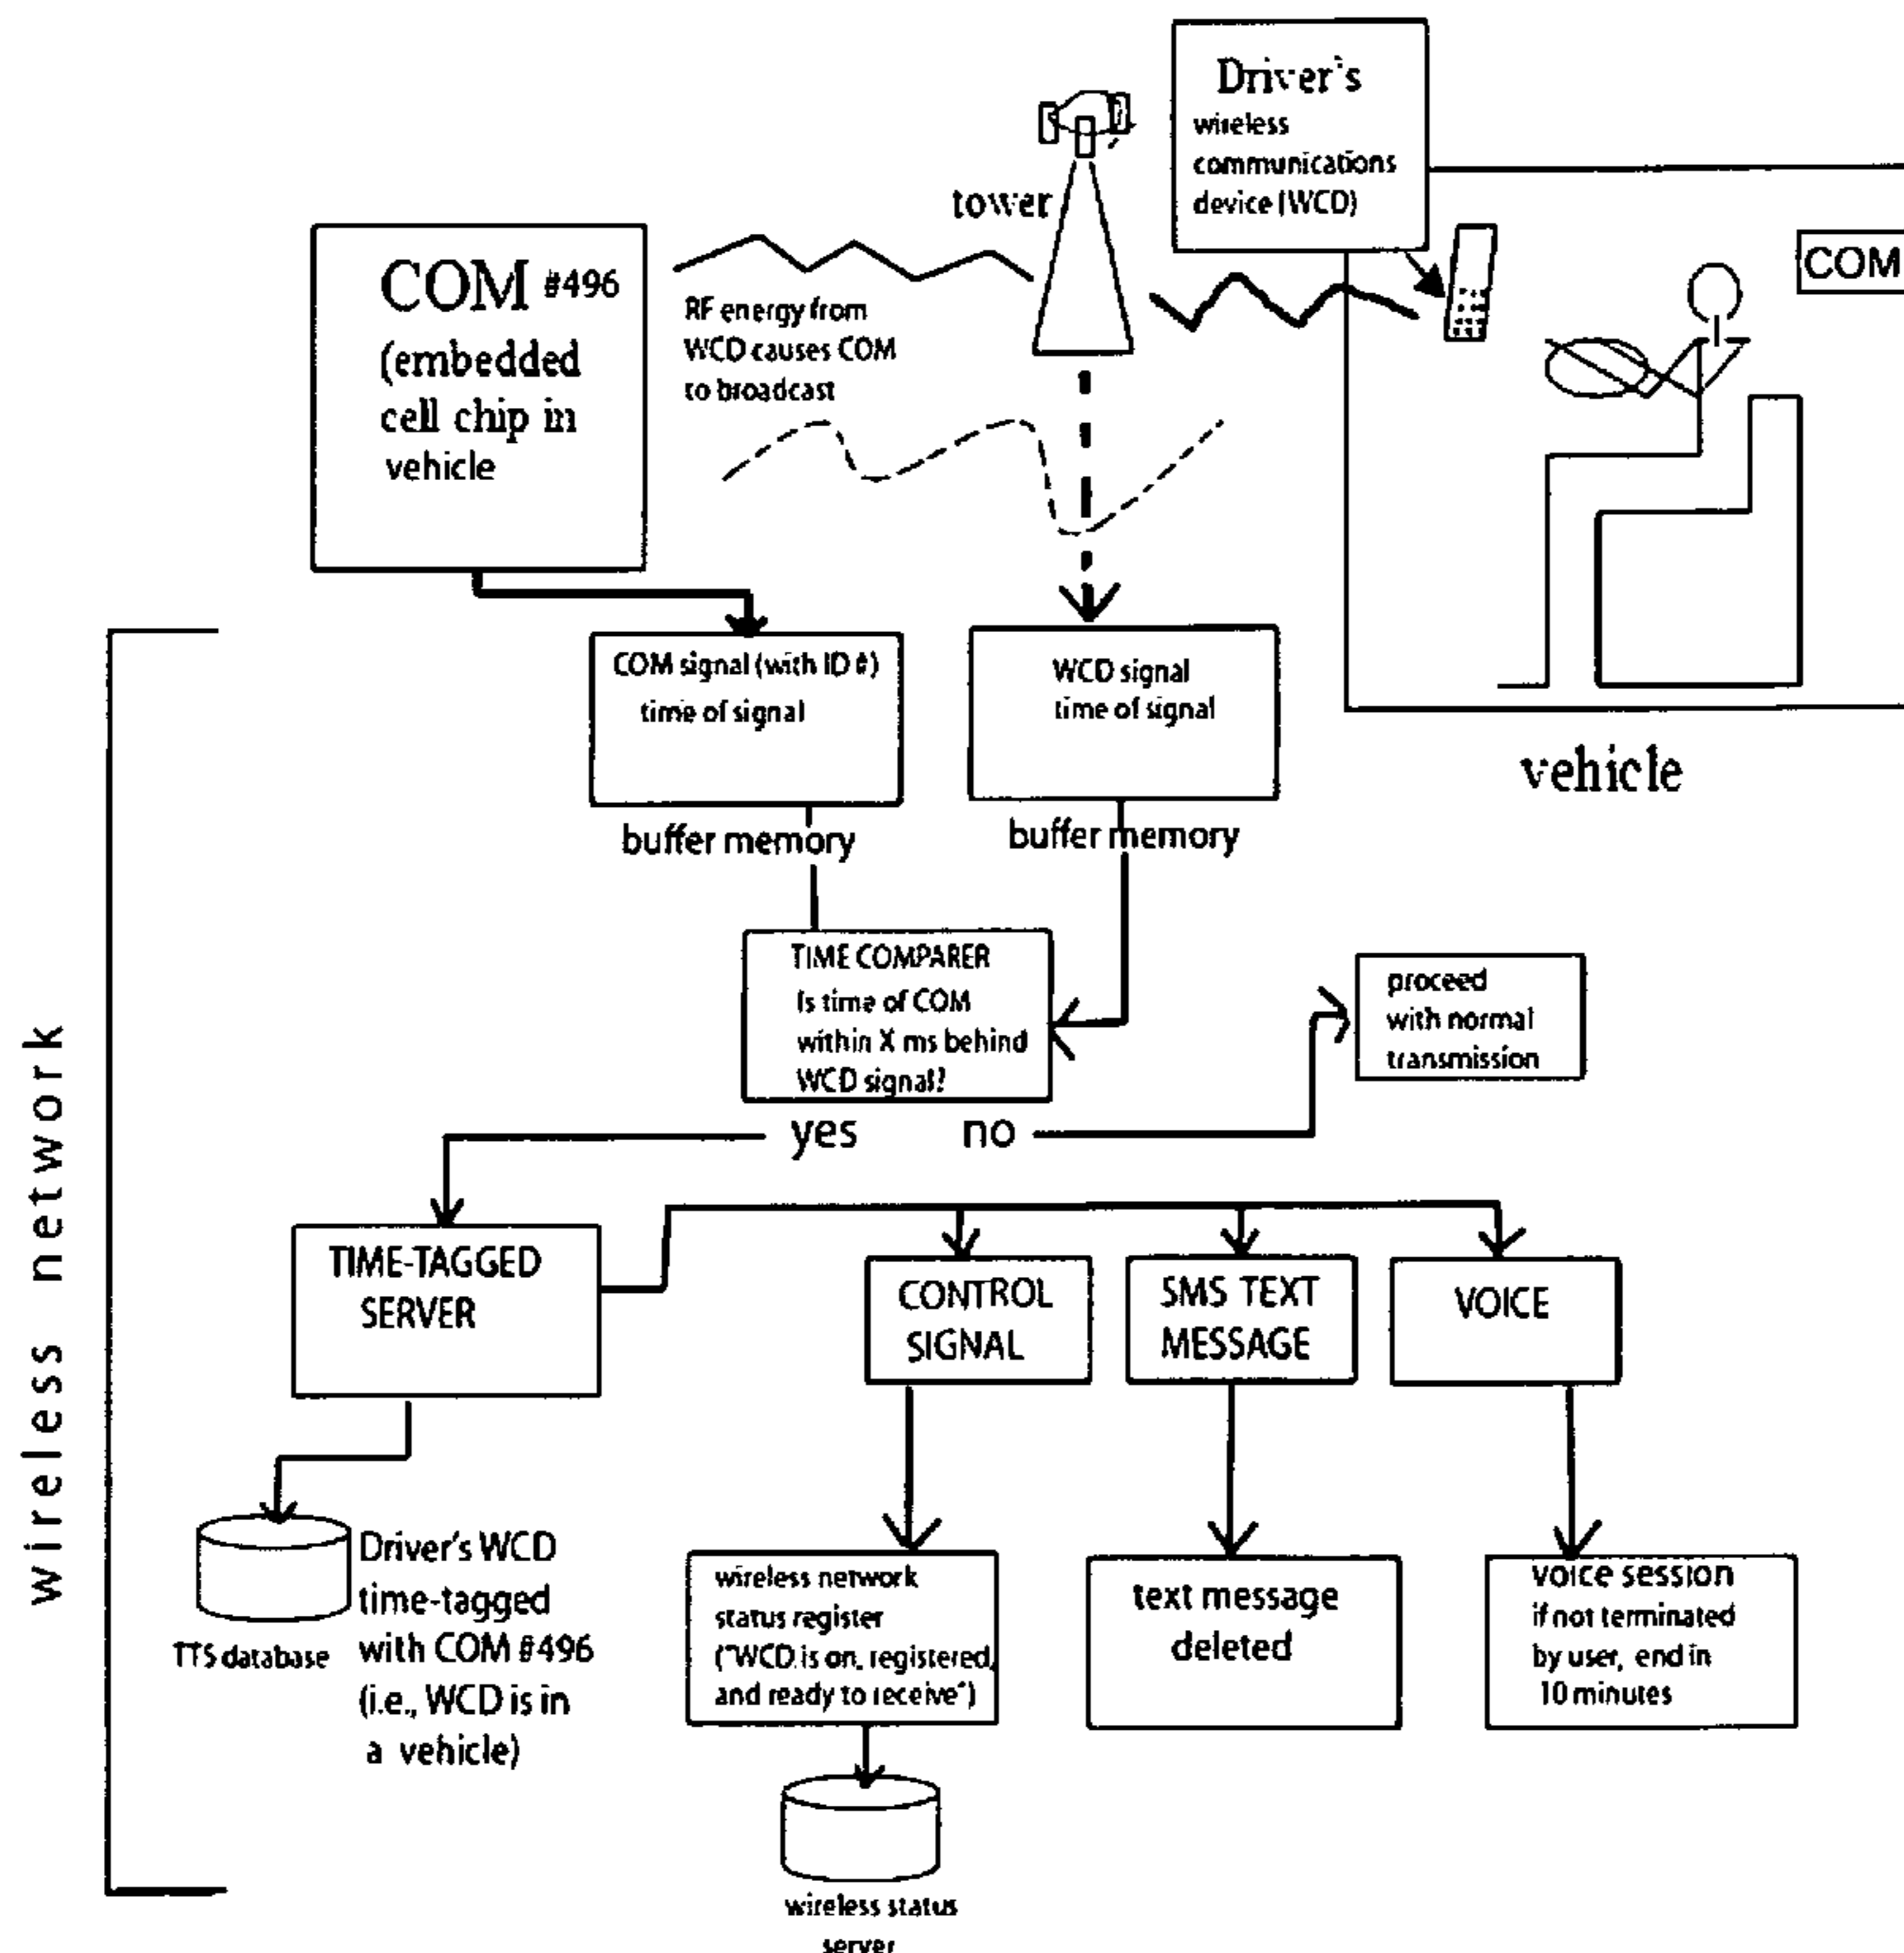 Driver's
wireless
communications
device (WCD)
tower
COM #496
(embedded
cell chip in
vehicle
RF energy from
WCD causes COM
to broadcast
COM
vehicle
COM signal (with ID #)
time of signal
WCD signal
time of signal
buffer memory
buffer memory
TIME COMPARER
Is time of COM
within X ms behind
WCD signal?
proceed
with normal
transmission
yes
no
wireless network
TIME-TAGGED
SERVER
CONTROL
SIGNAL
SMS TEXT
MESSAGE
VOICE
TTS database
Driver's WCD
time-tagged
with COM #496
(i.e., WCD is in
a vehicle)
wireless network
status register
("WCD is on, registered,
and ready to receive")
text message
deleted
voice session
if not terminated
by user, end in
10 minutes
wireless status
server